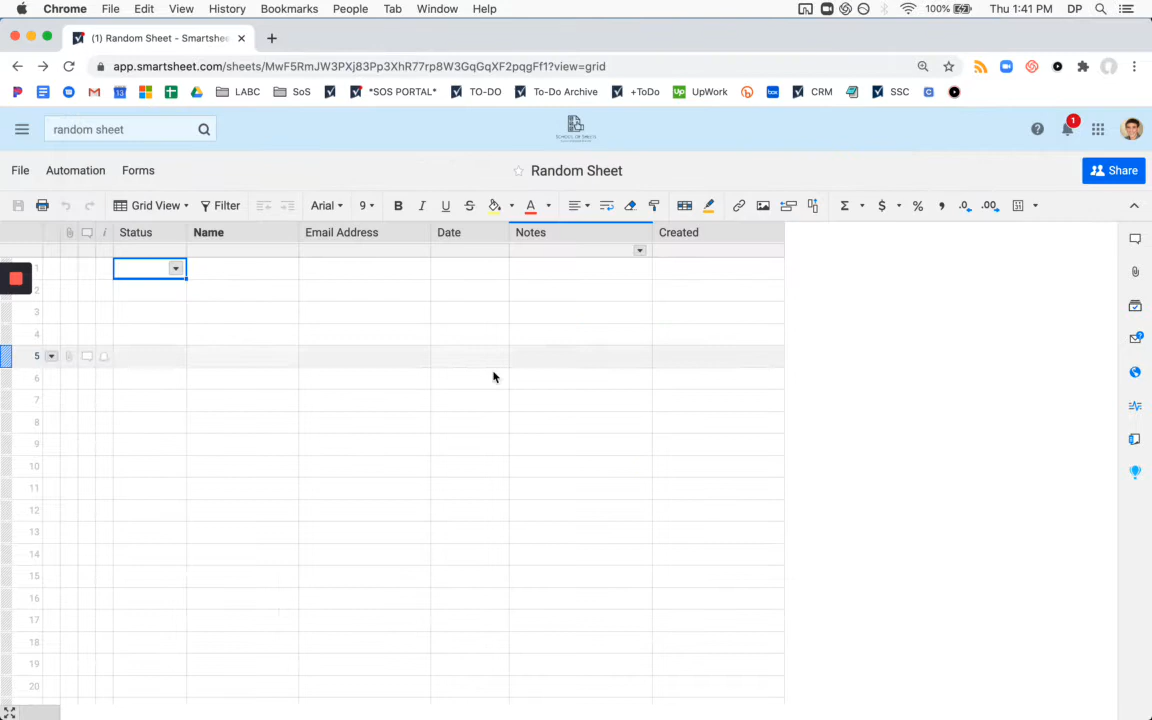 Chrome File Edit View History Bookmarks People Tab Window Help 100% Thu 1:41 PM DP
(1) Random Sheet - Smartshe
app.smartsheet.com/sheets/MwF5RmJW3PXj83Pp3XhR77rp8W3GqGqXF2pqgFf1?view=grid
LABC SoS *SOS PORTAL* TO-DO To-Do Archive +ToDo UpWork CRM SSC
random sheet
1
File Automation Forms Random Sheet Share
Grid View Filter Arial 9 B I U S A Σ $ % , .0 .00
Status Name Email Address Date Notes Created
1
2
3
4
5
6
7
8
9
10
11
12
13
14
15
16
17
18
19
20